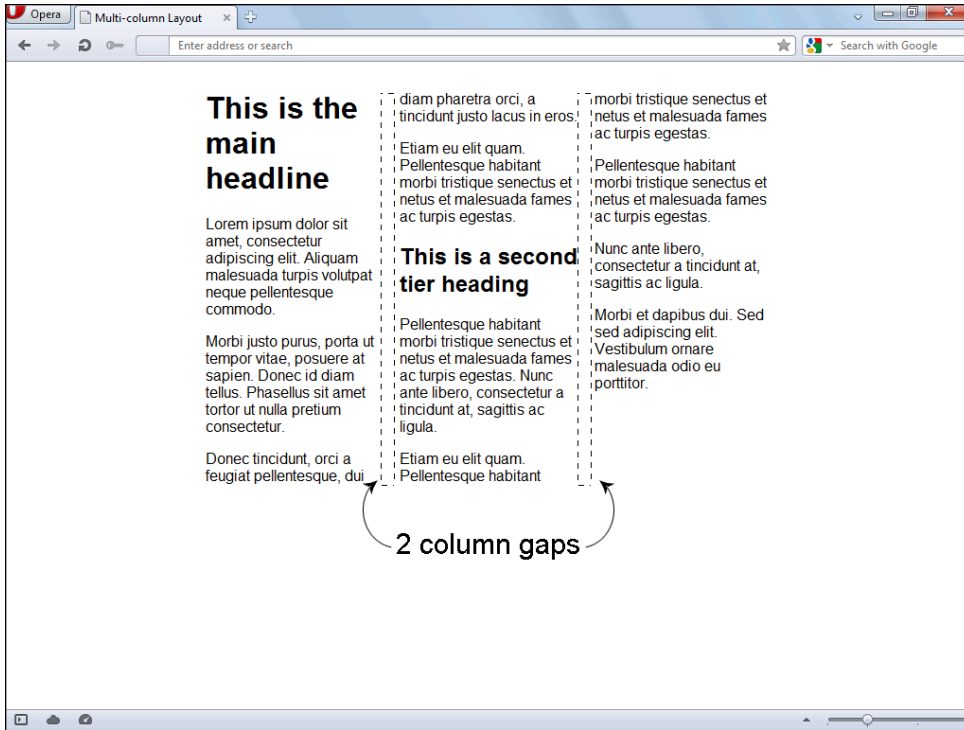 Opera
Multi-column Layout
Enter address or search
Search with Google
This is the
main
headline
Lorem ipsum dolor sit
amet, consectetur
adipiscing elit. Aliquam
malesuada turpis volutpat
neque pellentesque
commodo.
Morbi justo purus, porta ut
tempor vitae, posuere at
sapien. Donec id diam
tellus. Phasellus sit amet
tortor ut nulla pretium
consectetur.
Donec tincidunt, orci a
feugiat pellentesque, dui
diam pharetra orci, a
tincidunt justo lacus in eros.
Etiam eu elit quam.
Pellentesque habitant
morbi tristique senectus et
netus et malesuada fames
ac turpis egestas.
This is a second
tier heading
Pellentesque habitant
morbi tristique senectus et
netus et malesuada fames
ac turpis egestas. Nunc
ante libero, consectetur a
tincidunt at, sagittis ac
ligula.
Etiam eu elit quam.
Pellentesque habitant
morbi tristique senectus et
netus et malesuada fames
ac turpis egestas.
Pellentesque habitant
morbi tristique senectus et
netus et malesuada fames
ac turpis egestas.
Nunc ante libero,
consectetur a tincidunt at,
sagittis ac ligula.
Morbi et dapibus dui. Sed
sed adipiscing elit.
Vestibulum ornare
malesuada odio eu
porttitor.
2 column gaps